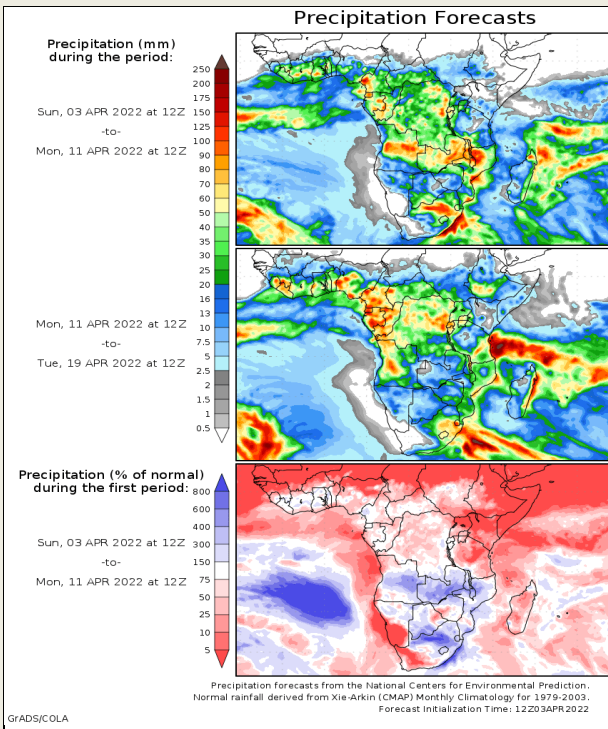 Precipitation Forecasts
Precipitation (mm)
during the period:
Sun, 03 APR 2022 at 12Z
-to-
Mon, 11 APR 2022 at 12Z
250
200
175
150
125
100
90
80
70
60
50
40
35
30
25
20
16
13
10
7.5
5
2.5
2
1.5
1
0.5
Mon, 11 APR 2022 at 12Z
-to-
Tue, 19 APR 2022 at 12Z
Precipitation (% of normal)
during the first period:
Sun, 03 APR 2022 at 12Z
-to-
Mon, 11 APR 2022 at 12Z
800
600
400
300
150
75
50
25
10
5
Precipitation forecasts from the National Centers for Environmental Prediction.
Normal rainfall derived from Xie-Arkin (CMAP) Monthly Climatology for 1979-2003.
Forecast Initialization Time: 12Z03APR2022
GrADS/COLA